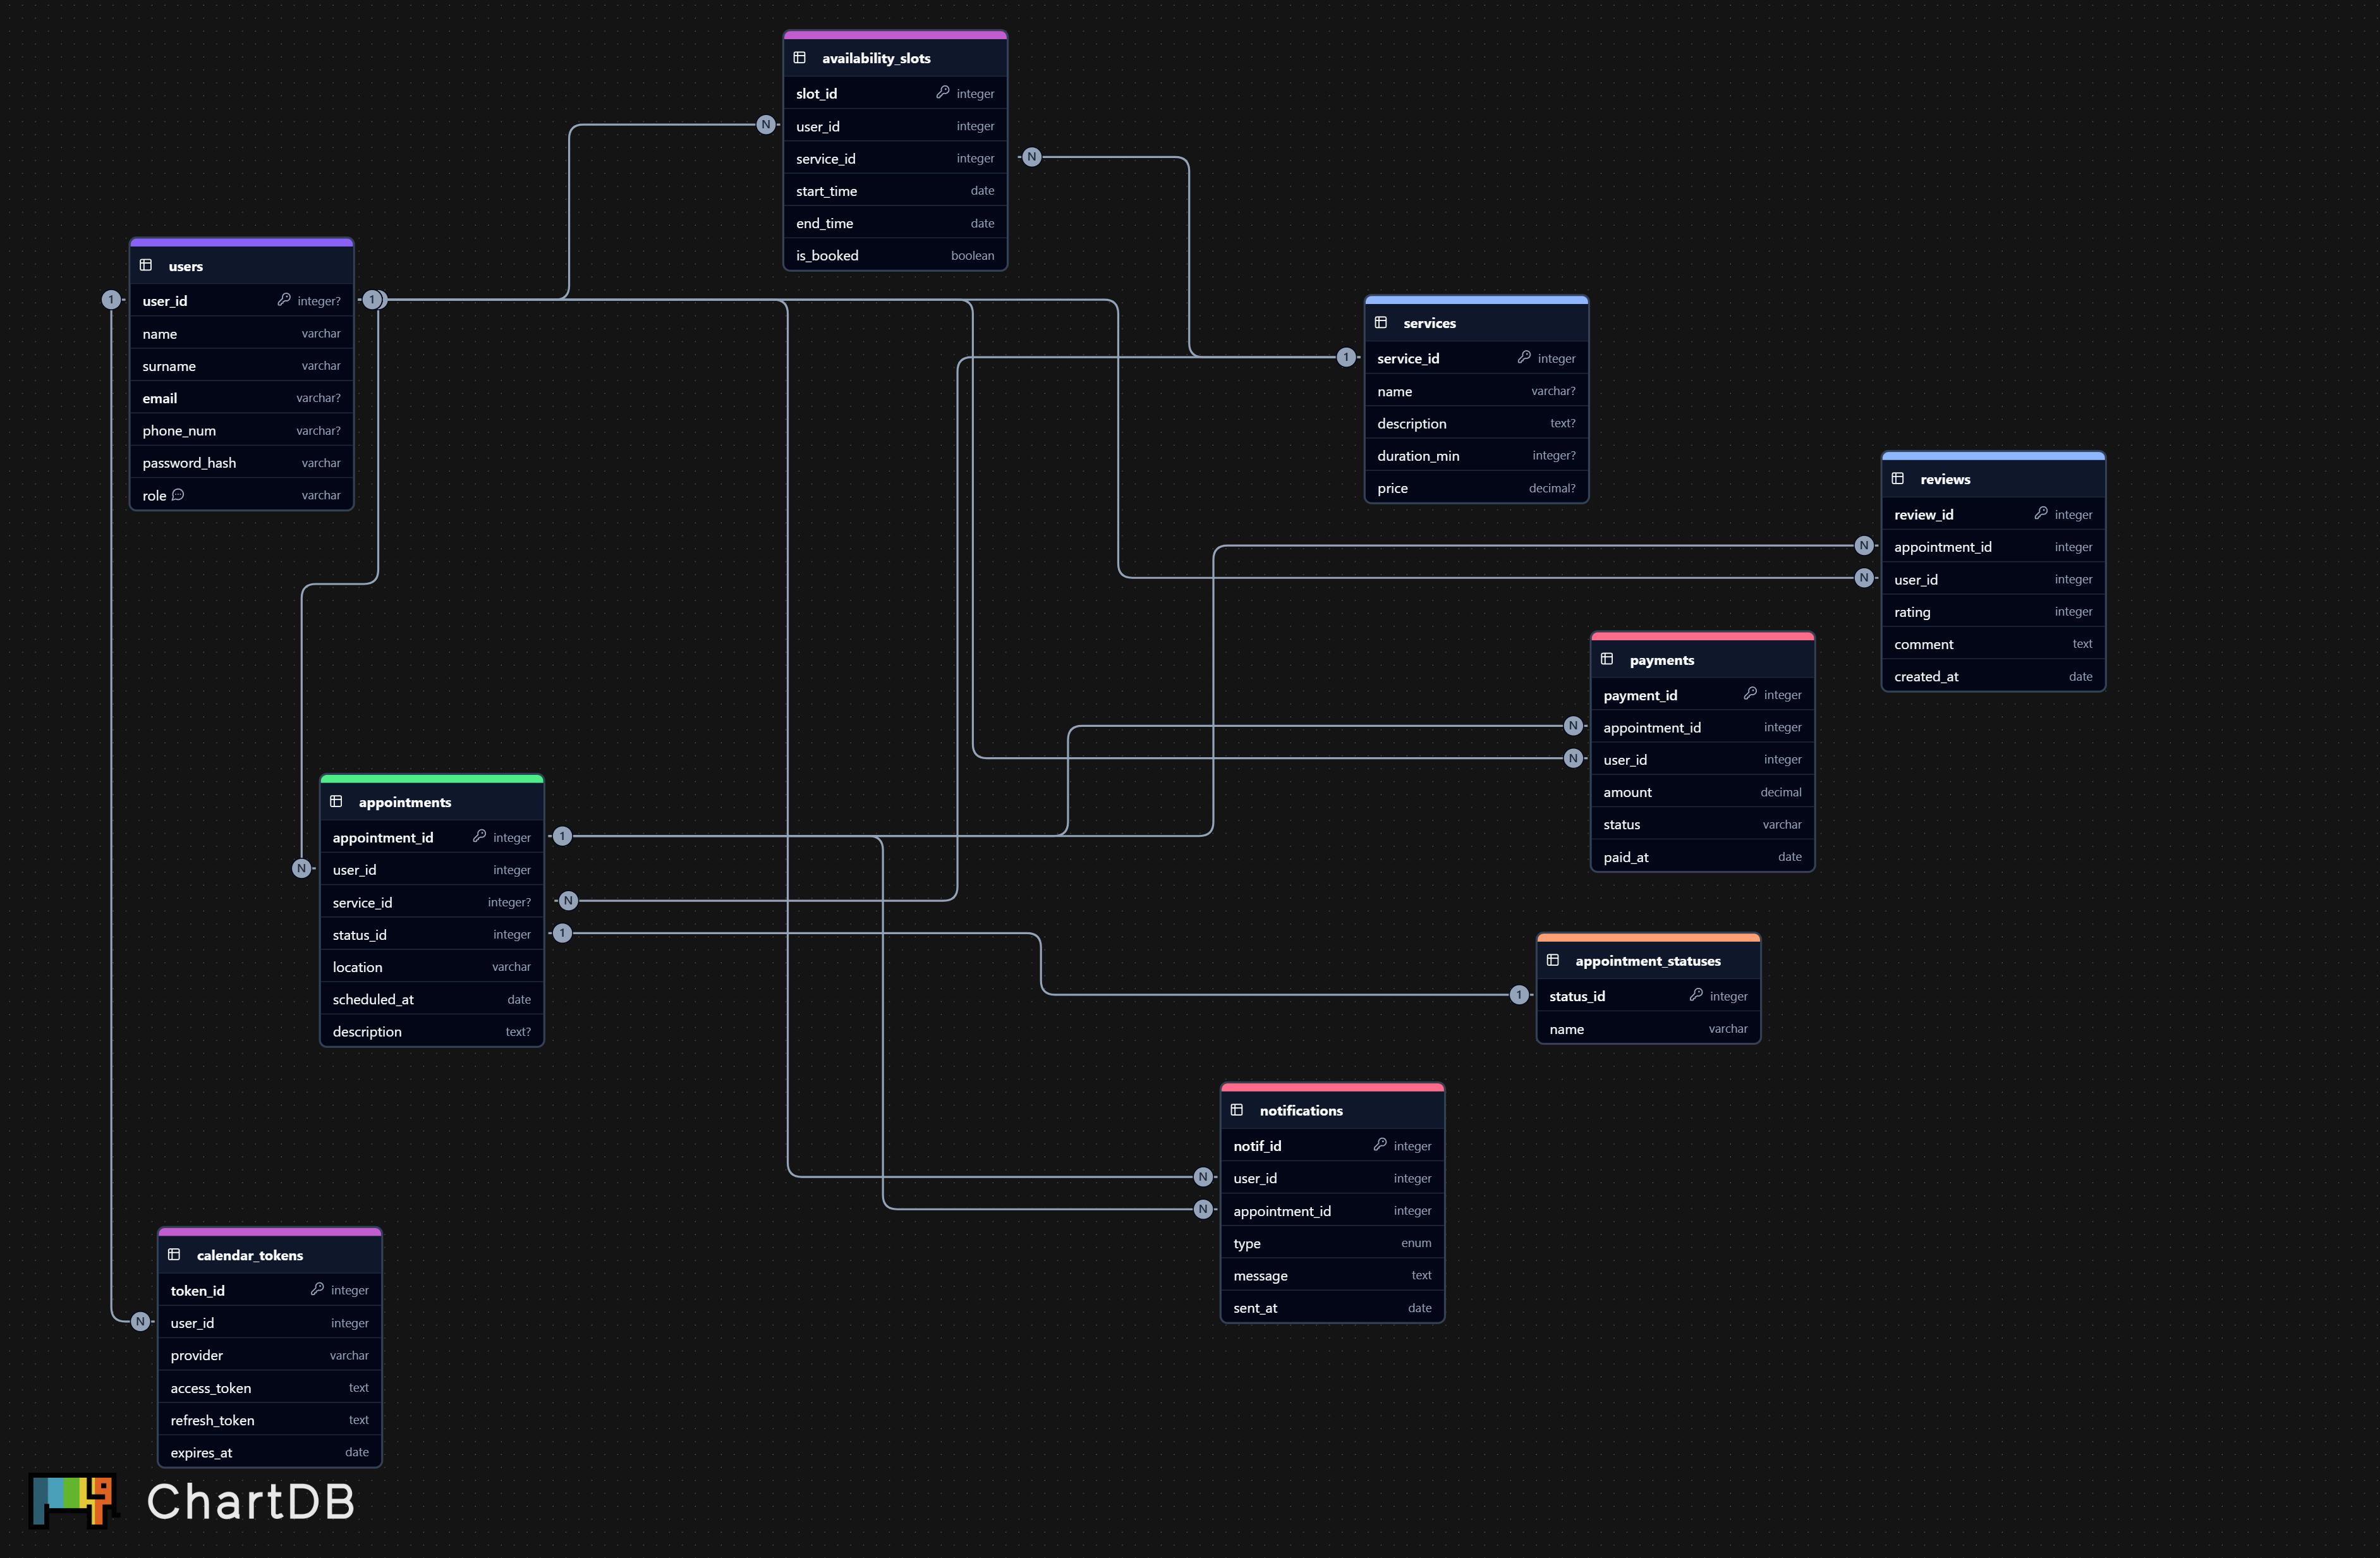 availability_slots
slot_id integer
user_id integer
service_id integer
start_time date
end_time date
is_booked boolean
users
user_id integer?
name varchar
surname varchar
email varchar?
phone_num varchar?
password_hash varchar
role varchar
services
service_id integer
name varchar?
description text?
duration_min integer?
price decimal?
reviews
review_id integer
appointment_id integer
user_id integer
rating integer
comment text
created_at date
payments
payment_id integer
appointment_id integer
user_id integer
amount decimal
status varchar
paid_at date
appointments
appointment_id integer
user_id integer
service_id integer?
status_id integer
location varchar
scheduled_at date
description text?
appointment_statuses
status_id integer
name varchar
notifications
notif_id integer
user_id integer
appointment_id integer
type enum
message text
sent_at date
calendar_tokens
token_id integer
user_id integer
provider varchar
access_token text
refresh_token text
expires_at date
N
N
1
1
1
N
N
N
N
1
N
N
1
1
N
N
N
ChartDB